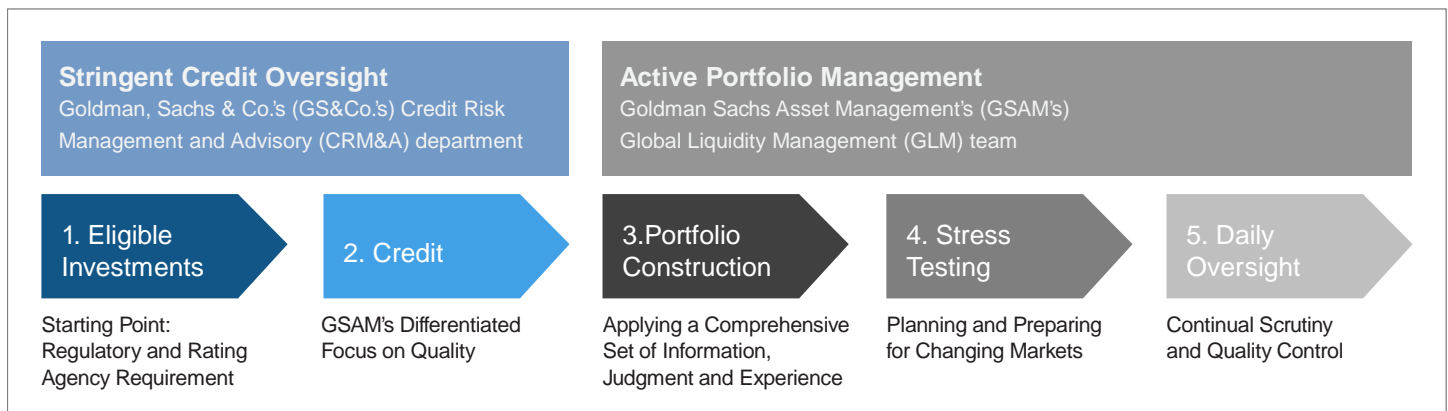 Stringent Credit Oversight
Goldman, Sachs & Co.'s (GS&Co.'s) Credit Risk
Management and Advisory (CRM&A) department
Active Portfolio Management
Goldman Sachs Asset Management's (GSAM's)
Global Liquidity Management (GLM) team
1. Eligible
Investments
2. Credit
3.Portfolio
Construction
4. Stress
Testing
5. Daily
Oversight
Starting Point:
Regulatory and Rating
Agency Requirement
GSAM's Differentiated
Focus on Quality
Applying a Comprehensive
Set of Information,
Judgment and Experience
Planning and Preparing
for Changing Markets
Continual Scrutiny
and Quality Control